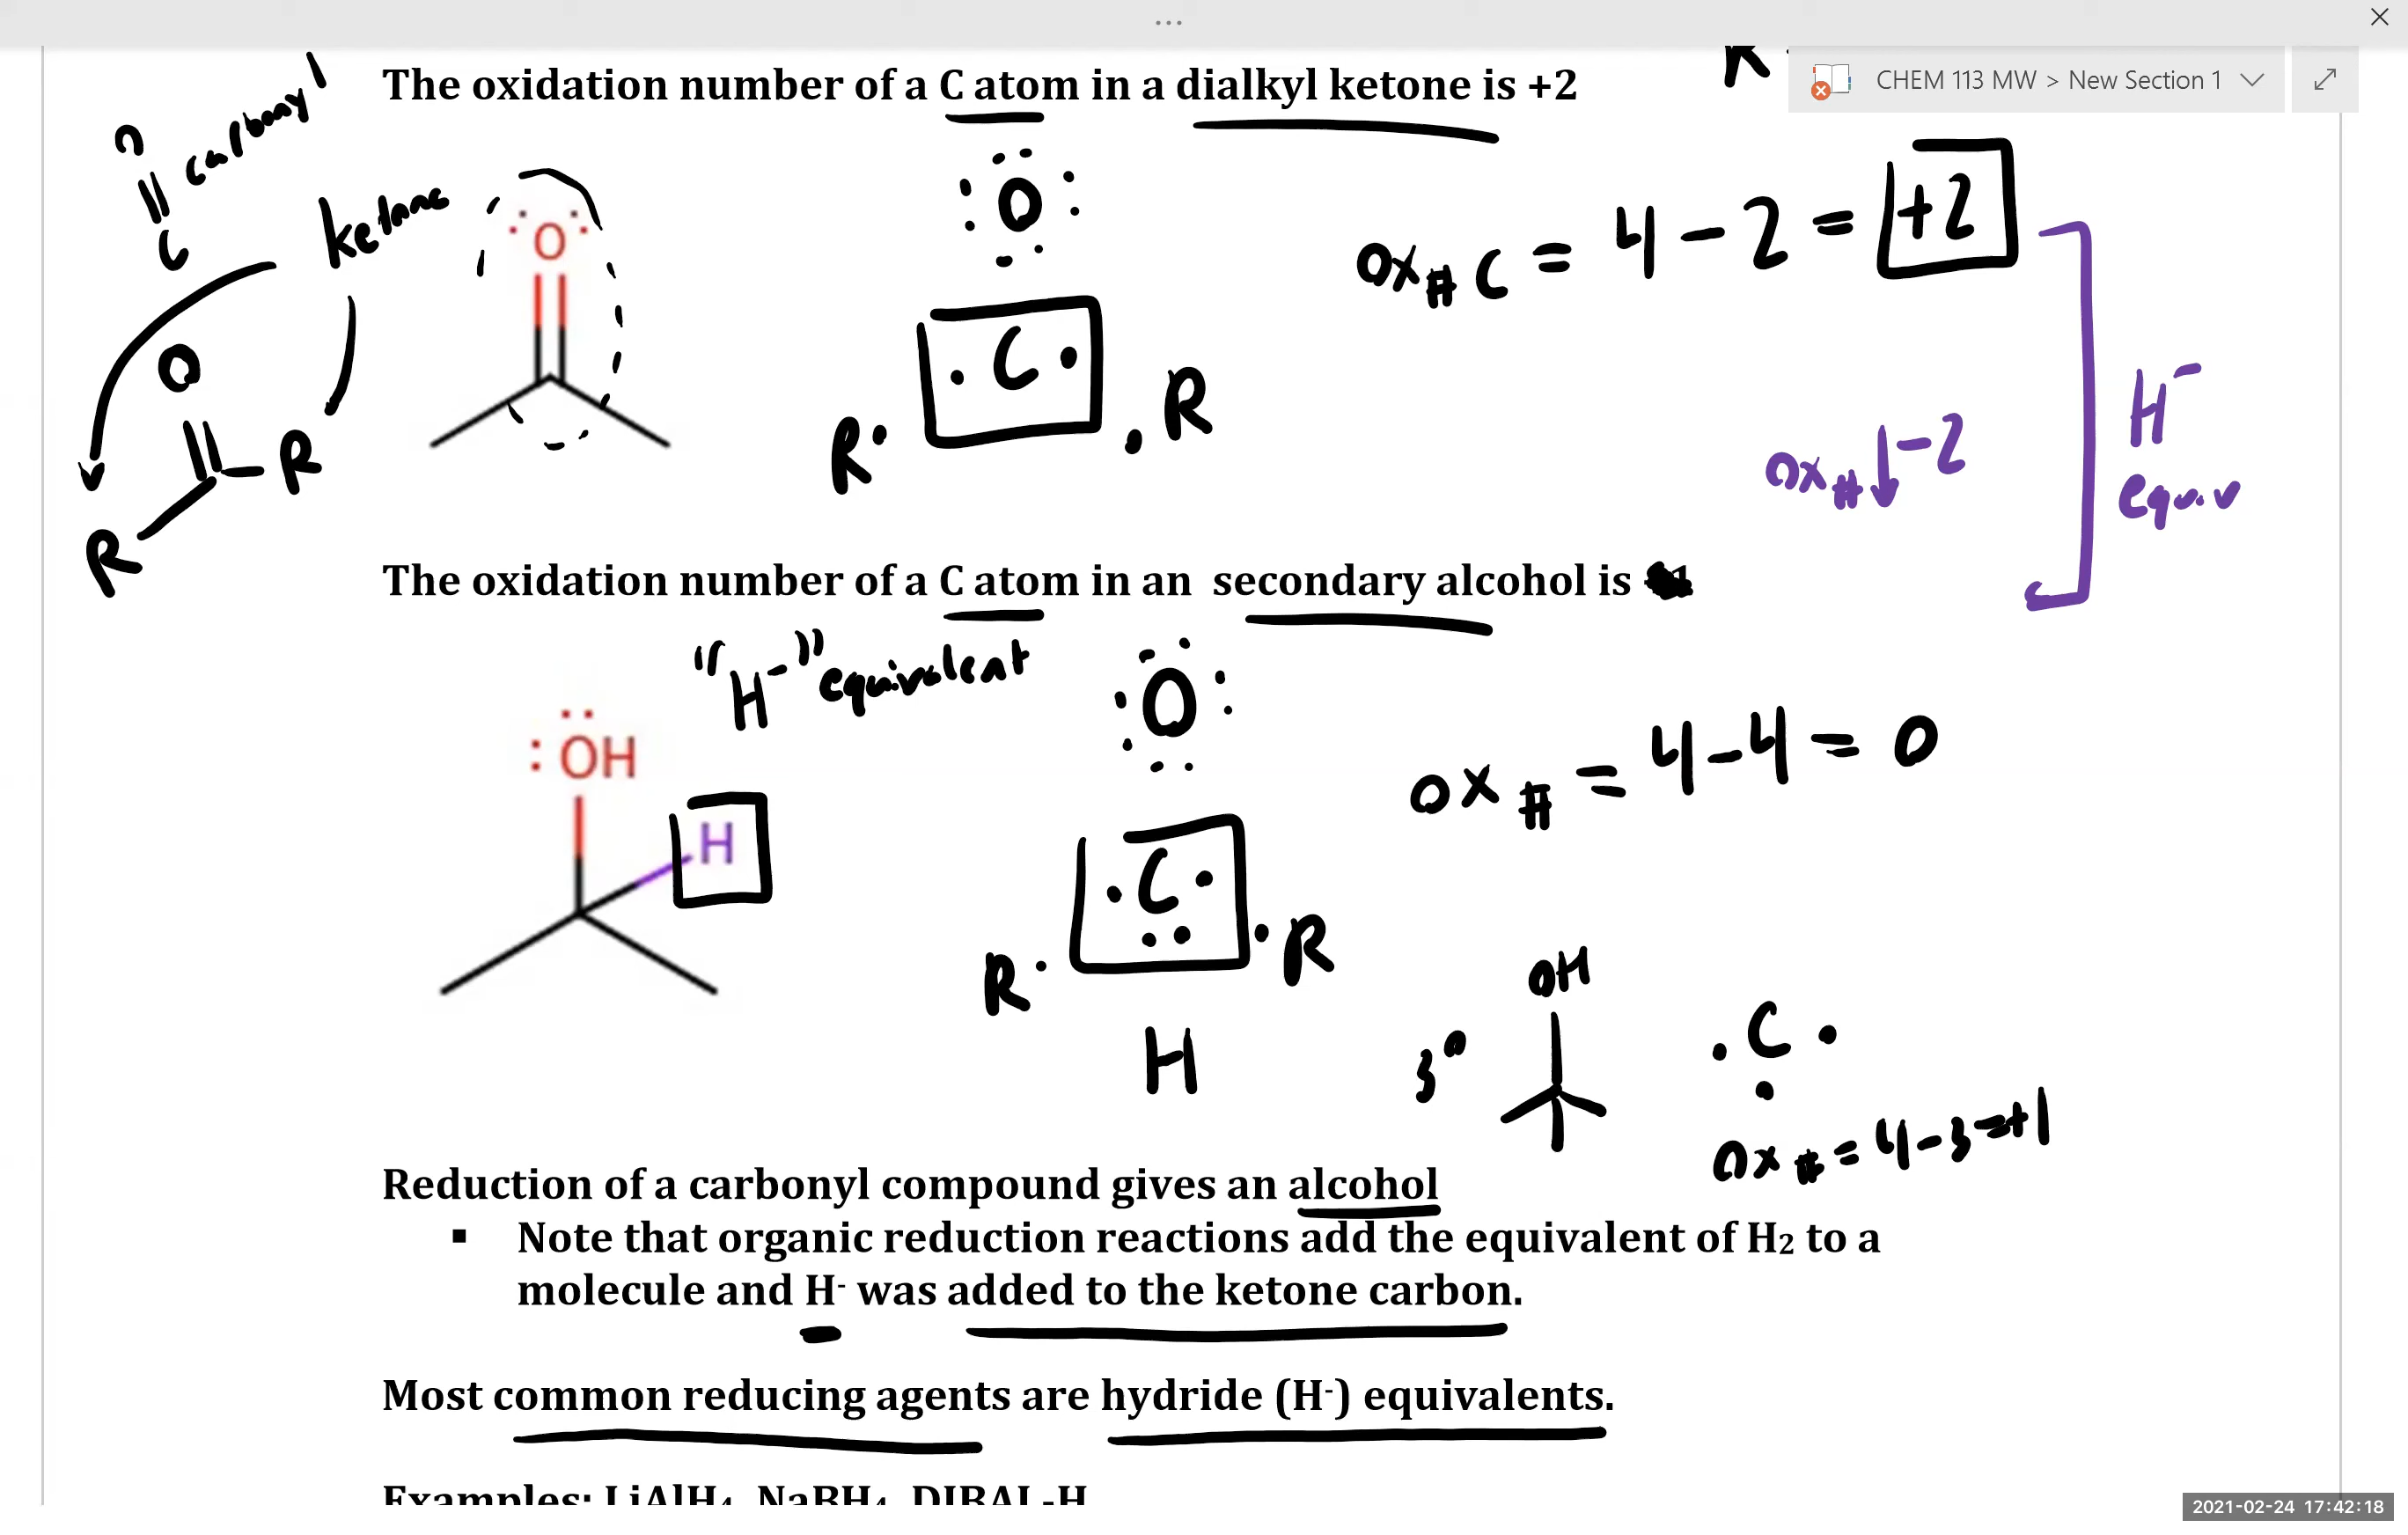 The oxidation number of a C atom in a dialkyl ketone is +2
CHEM 113 MW > New Section 1
O
C
carbonyl
ketone
O
R
R
O
O
C
R
R
ox# C = 4 - 2 = +2
ox# ↓ -2
H⁻
equiv
The oxidation number of a C atom in an secondary alcohol is
"H⁻" equivalent
OH
H
O
C
R
R
H
ox# = 4 - 4 = 0
3°
OH
C
ox# = 4 - 3 = +1
Reduction of a carbonyl compound gives an alcohol
▪ Note that organic reduction reactions add the equivalent of H₂ to a
molecule and H⁻ was added to the ketone carbon.
Most common reducing agents are hydride (H⁻) equivalents.
Examples: LiAlH₄, NaBH₄, DIBAL-H
2021-02-24 17:42:18